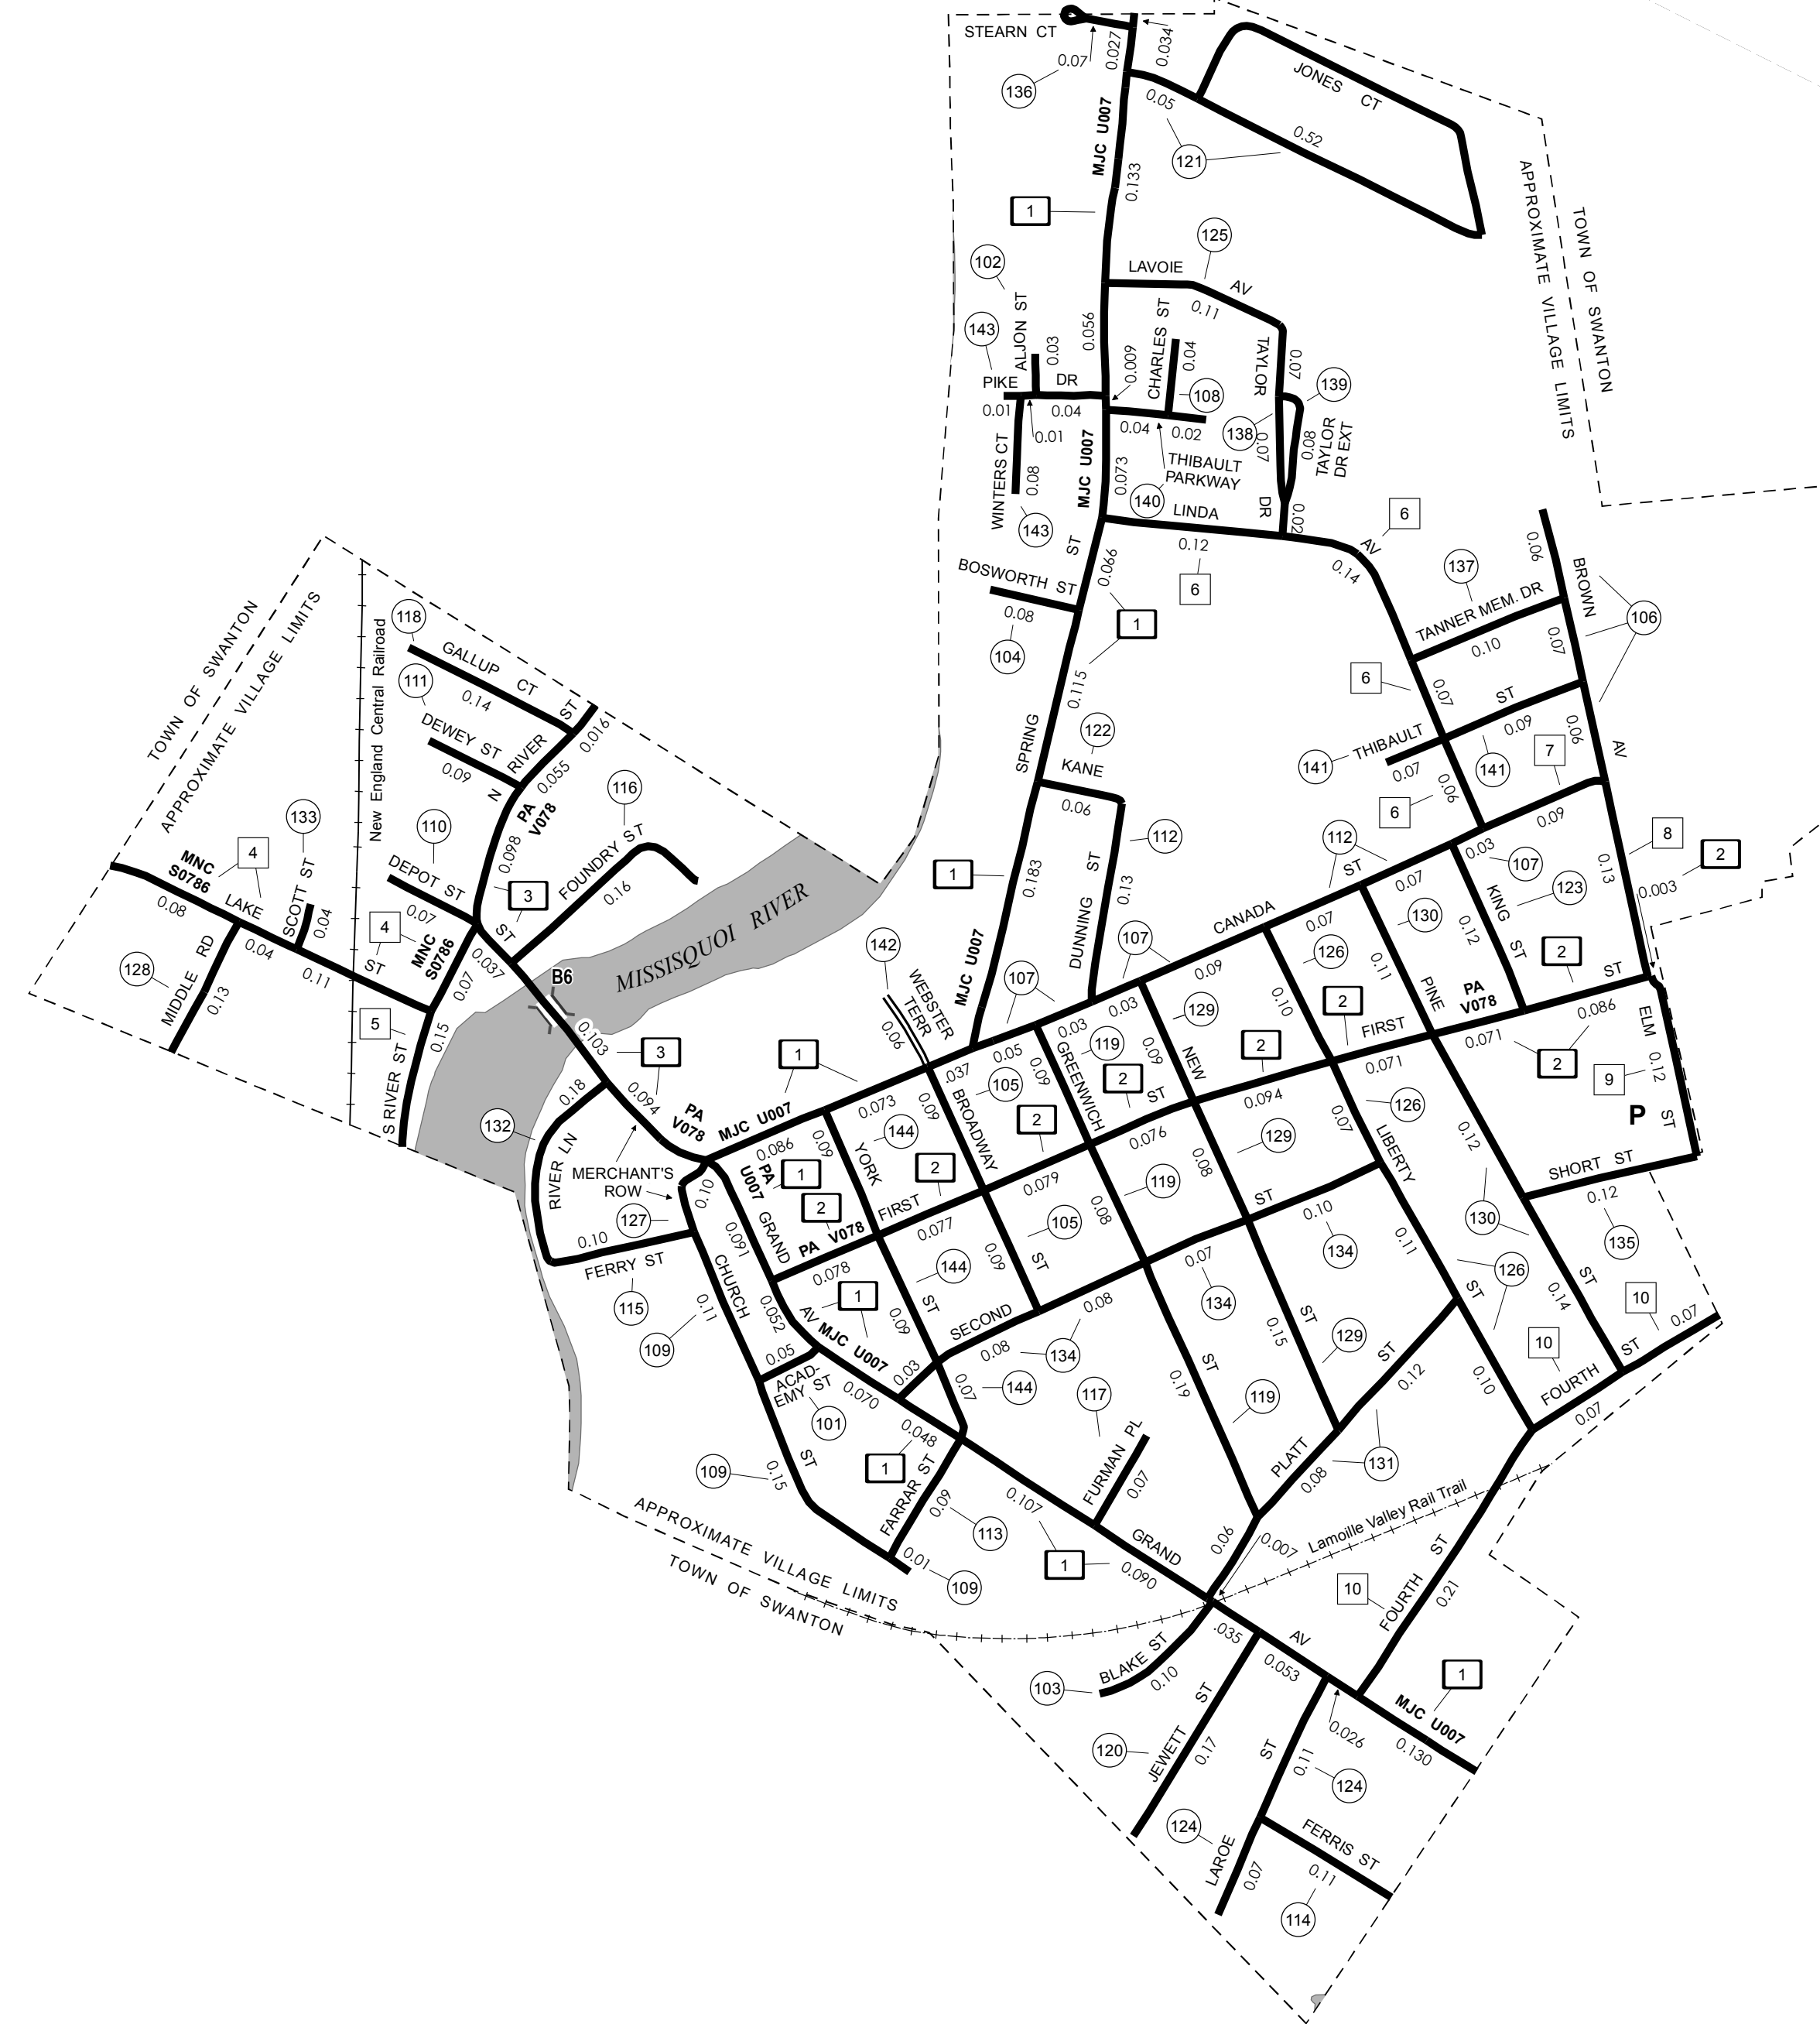 STEARN CT
0.07
0.027
0.034
136
MJC U007
0.05
JONES CT
0.52
121
0.133
1
APPROXIMATE VILLAGE LIMITS
TOWN OF SWANTON
125
LAVOIE AV
0.11
102
ALJON ST
0.03
143
PIKE DR
0.01
0.04
0.01
0.056
0.009
CHARLES ST
0.04
108
TAYLOR DR
0.07
139
138
0.07
0.08
TAYLOR
DR EXT
0.02
WINTERS CT
0.08
143
MJC U007
0.073
0.04
0.02
THIBAULT
PARKWAY
140
LINDA AV
0.12
6
6
0.14
BOSWORTH ST
0.08
104
0.066
1
0.115
SPRING ST
122
KANE
0.06
112
DUNNING ST
0.13
1
0.183
MJC U007
137
TANNER MEM. DR
0.10
0.06
BROWN AV
106
0.07
6
0.07
THIBAULT ST
0.09
0.06
141
0.07
141
7
6
0.06
0.09
8
2
0.13
0.003
112
CANADA ST
0.03
107
0.07
KING ST
123
0.12
0.07
130
126
0.11
PINE ST
PA
V078
2
0.086
ELM ST
0.12
9
P
107
0.09
107
0.03
0.03
0.05
129
119
105
142
WEBSTER
TERR
0.06
.037
0.10
2
FIRST ST
0.071
2
0.071
NEW ST
0.09
GREENWICH ST
0.09
2
2
0.094
126
0.07
LIBERTY ST
0.12
SHORT ST
0.12
135
130
TOWN OF SWANTON
APPROXIMATE VILLAGE LIMITS
New England Central Railroad
118
GALLUP CT
0.14
111
DEWEY ST
0.09
N RIVER ST
0.016
0.055
PA
V078
116
FOUNDRY ST
0.16
110
DEPOT ST
0.07
0.098
3
133
SCOTT ST
0.04
4
MNC
S0786
0.08
LAKE ST
0.04
0.11
4
MNC
S0786
0.07
0.037
128
MIDDLE RD
0.13
5
0.15
S RIVER ST
B6
MISSISQUOI RIVER
0.103
3
0.18
0.094
PA
V078
132
RIVER LN
MERCHANT'S
ROW
127
0.10
FERRY ST
115
1
MJC U007
0.073
0.086
0.09
144
YORK ST
BROADWAY ST
0.09
2
PA
U007
1
2
0.10
0.091
GRAND AV
PA V078
FIRST
0.078
0.077
0.079
0.076
105
0.08
119
0.08
129
0.09
144
0.09
1
0.052
MJC U007
CHURCH ST
0.11
109
0.05
ACAD-
EMY ST
101
0.070
0.03
SECOND ST
0.08
134
0.08
0.07
134
0.10
134
0.07
144
0.048
1
FARRAR ST
0.09
113
0.15
109
0.01
109
117
FURMAN PL
0.07
0.107
1
GRAND AV
0.090
ST
0.19
119
0.15
129
PLATT ST
0.12
131
0.08
0.11
126
0.10
0.14
10
10
0.07
FOURTH ST
0.07
0.06
0.007
Lamoille Valley Rail Trail
10
FOURTH ST
0.21
APPROXIMATE VILLAGE LIMITS
TOWN OF SWANTON
103
BLAKE ST
0.10
.035
0.053
1
MJC U007
0.026
0.130
120
JEWETT ST
0.17
0.11
124
124
LAROE ST
0.07
FERRIS ST
0.11
114